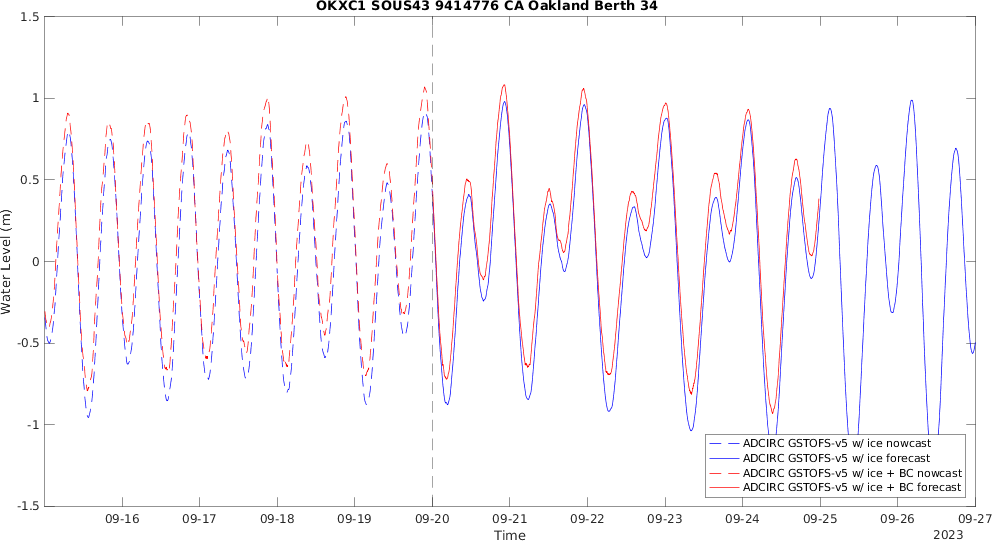 OKXC1 SOUS43 9414776 CA Oakland Berth 34
1.5
1
0.5
0
-0.5
-1
-1.5
Water Level (m)
ADCIRC GSTOFS-v5 w/ ice nowcast
ADCIRC GSTOFS-v5 w/ ice forecast
ADCIRC GSTOFS-v5 w/ ice + BC nowcast
ADCIRC GSTOFS-v5 w/ ice + BC forecast
09-16 09-17 09-18 09-19 09-20 09-21 09-22 09-23 09-24 09-25 09-26 09-27
Time
2023